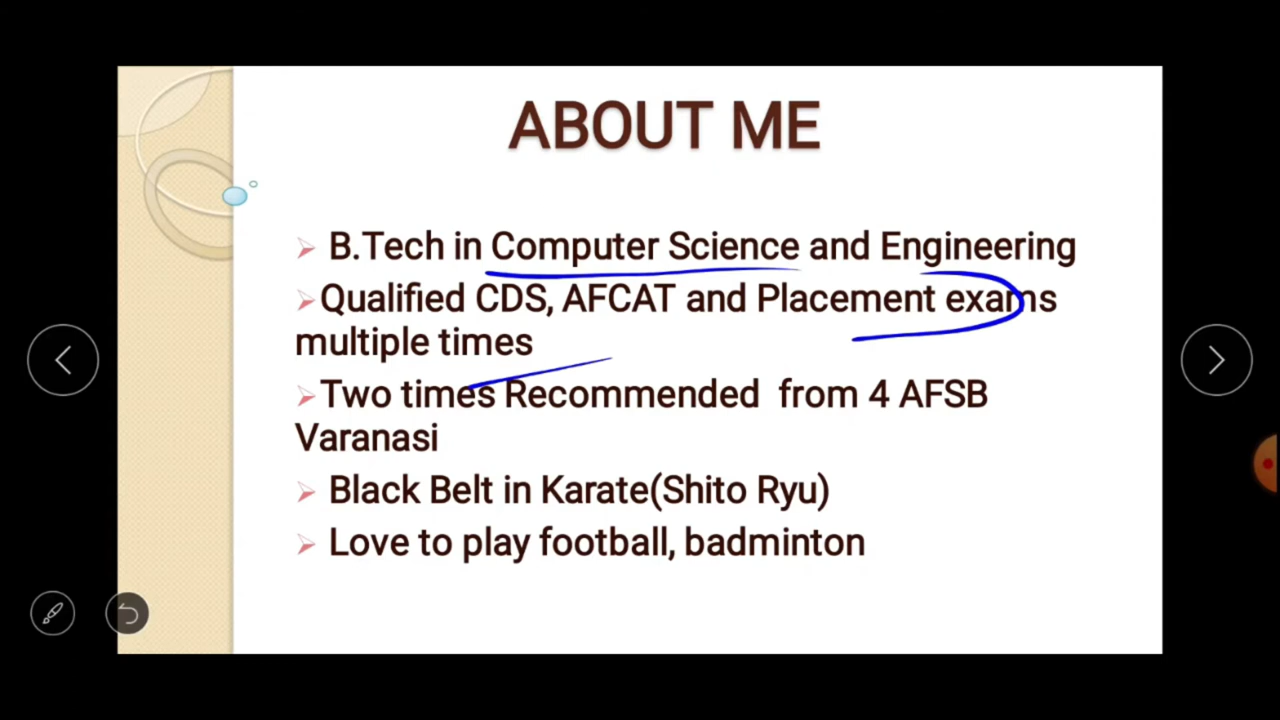 ABOUT ME
B.Tech in Computer Science and Engineering
Qualified CDS, AFCAT and Placement exams
multiple times
Two times Recommended from 4 AFSB
Varanasi
Black Belt in Karate(Shito Ryu)
Love to play football, badminton